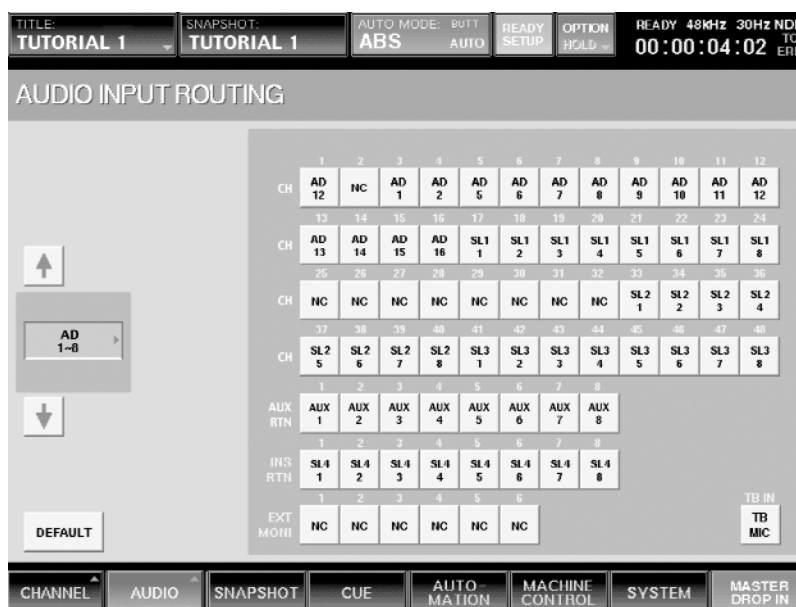 TITLE: SNAPSHOT: AUTO MODE: BUTT READY OPTION READY 48kHz 30Hz ND
TUTORIAL 1 TUTORIAL 1 ABS AUTO SETUP HOLD 00:00:04:02 ERR
AUDIO INPUT ROUTING
1 2 3 4 5 6 7 8 9 10 11 12
CH AD 12 NC AD 1 AD 2 AD 5 AD 6 AD 7 AD 8 AD 9 AD 10 AD 11 AD 12
13 14 15 16 17 18 19 20 21 22 23 24
CH AD 13 AD 14 AD 15 AD 16 SL1 1 SL1 2 SL1 3 SL1 4 SL1 5 SL1 6 SL1 7 SL1 8
25 26 27 28 29 30 31 32 33 34 35 36
CH NC NC NC NC NC NC NC NC SL2 1 SL2 2 SL2 3 SL2 4
AD 1~8
37 38 39 40 41 42 43 44 45 46 47 48
CH SL2 5 SL2 6 SL2 7 SL2 8 SL3 1 SL3 2 SL3 3 SL3 4 SL3 5 SL3 6 SL3 7 SL3 8
1 2 3 4 5 6 7 8
AUX RTN AUX 1 AUX 2 AUX 3 AUX 4 AUX 5 AUX 6 AUX 7 AUX 8
1 2 3 4 5 6 7 8
INS RTN SL4 1 SL4 2 SL4 3 SL4 4 SL4 5 SL4 6 SL4 7 SL4 8
1 2 3 4 5 6 TB IN
EXT MONI NC NC NC NC NC NC TB MIC
DEFAULT
CHANNEL AUDIO SNAPSHOT CUE AUTO-MATION MACHINE CONTROL SYSTEM MASTER DROP IN